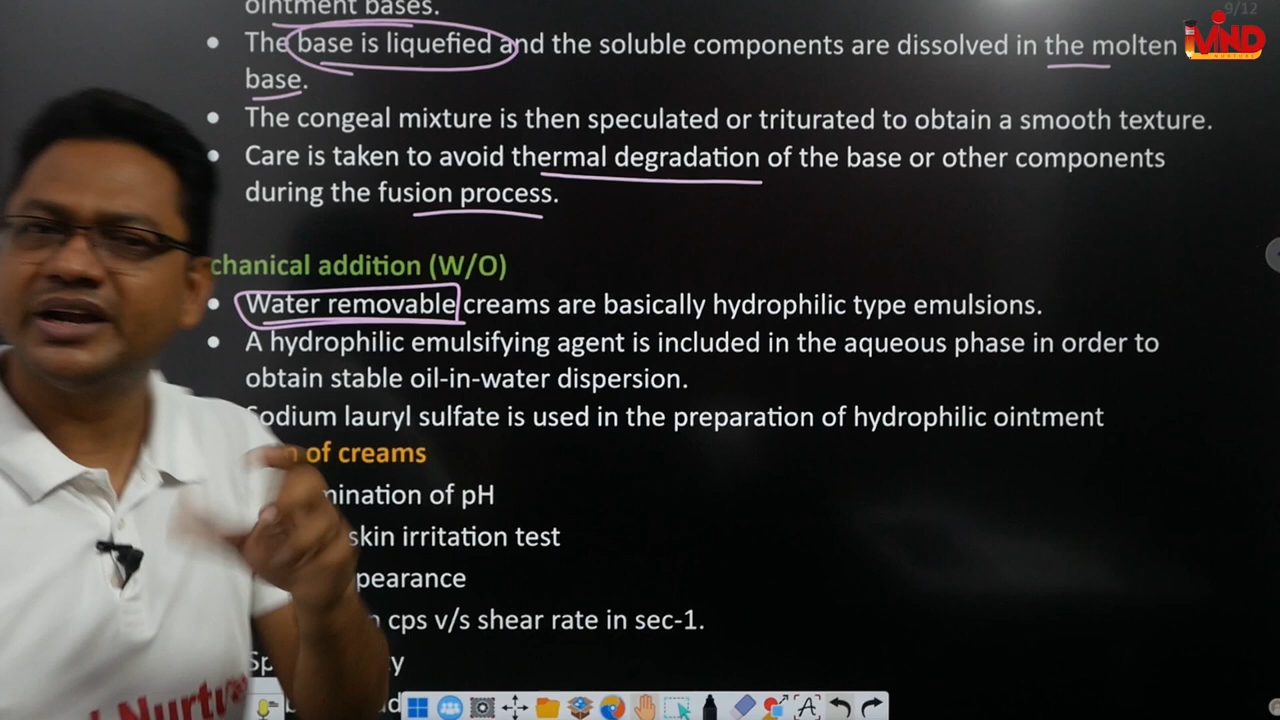 ointment bases.
9/12
MIND
NURTURE
• The base is liquefied and the soluble components are dissolved in the molten
base.
• The congeal mixture is then speculated or triturated to obtain a smooth texture.
• Care is taken to avoid thermal degradation of the base or other components
during the fusion process.
chanical addition (W/O)
• Water removable creams are basically hydrophilic type emulsions.
• A hydrophilic emulsifying agent is included in the aqueous phase in order to
obtain stable oil-in-water dispersion.
Sodium lauryl sulfate is used in the preparation of hydrophilic ointment
of creams
mination of pH
skin irritation test
pearance
cps v/s shear rate in sec-1.